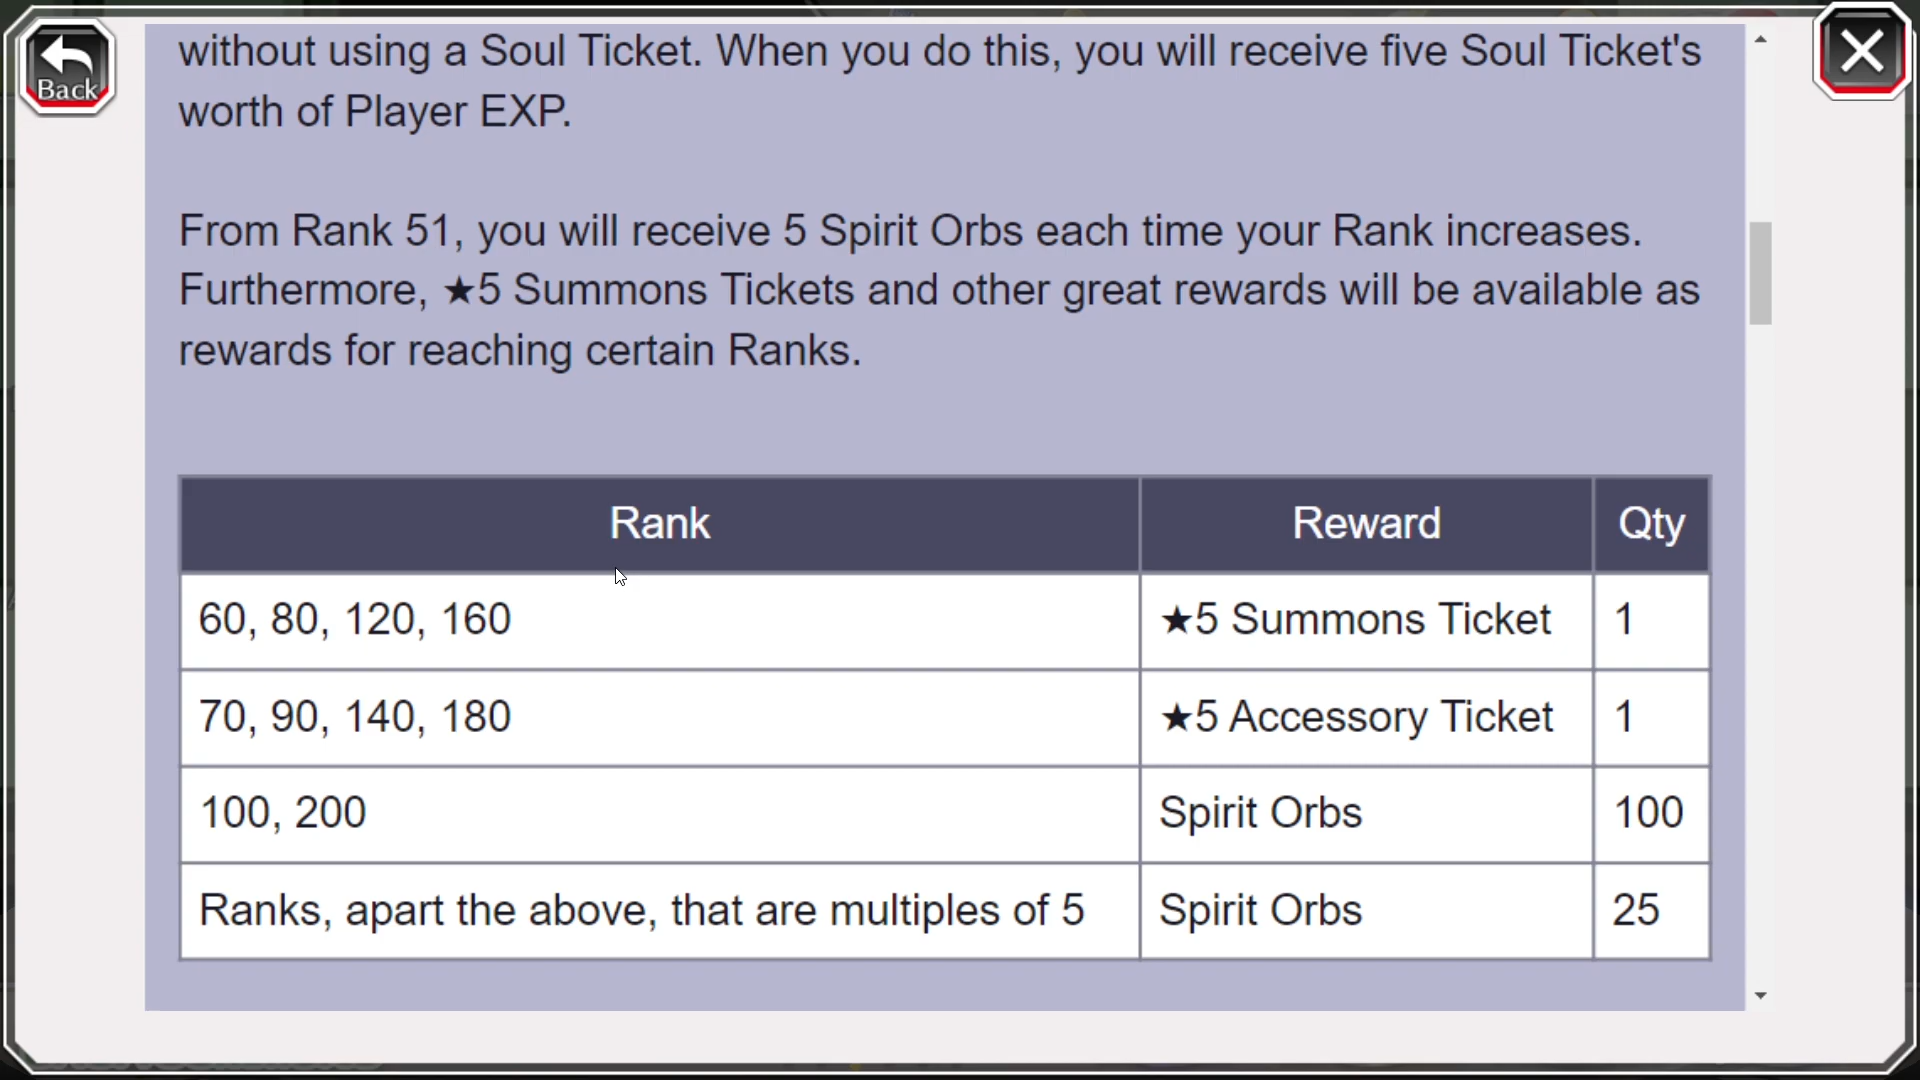 Back
without using a Soul Ticket. When you do this, you will receive five Soul Ticket's
worth of Player EXP.
From Rank 51, you will receive 5 Spirit Orbs each time your Rank increases.
Furthermore, ★5 Summons Tickets and other great rewards will be available as
rewards for reaching certain Ranks.
Rank Reward Qty
60, 80, 120, 160 ★5 Summons Ticket 1
70, 90, 140, 180 ★5 Accessory Ticket 1
100, 200 Spirit Orbs 100
Ranks, apart the above, that are multiples of 5 Spirit Orbs 25